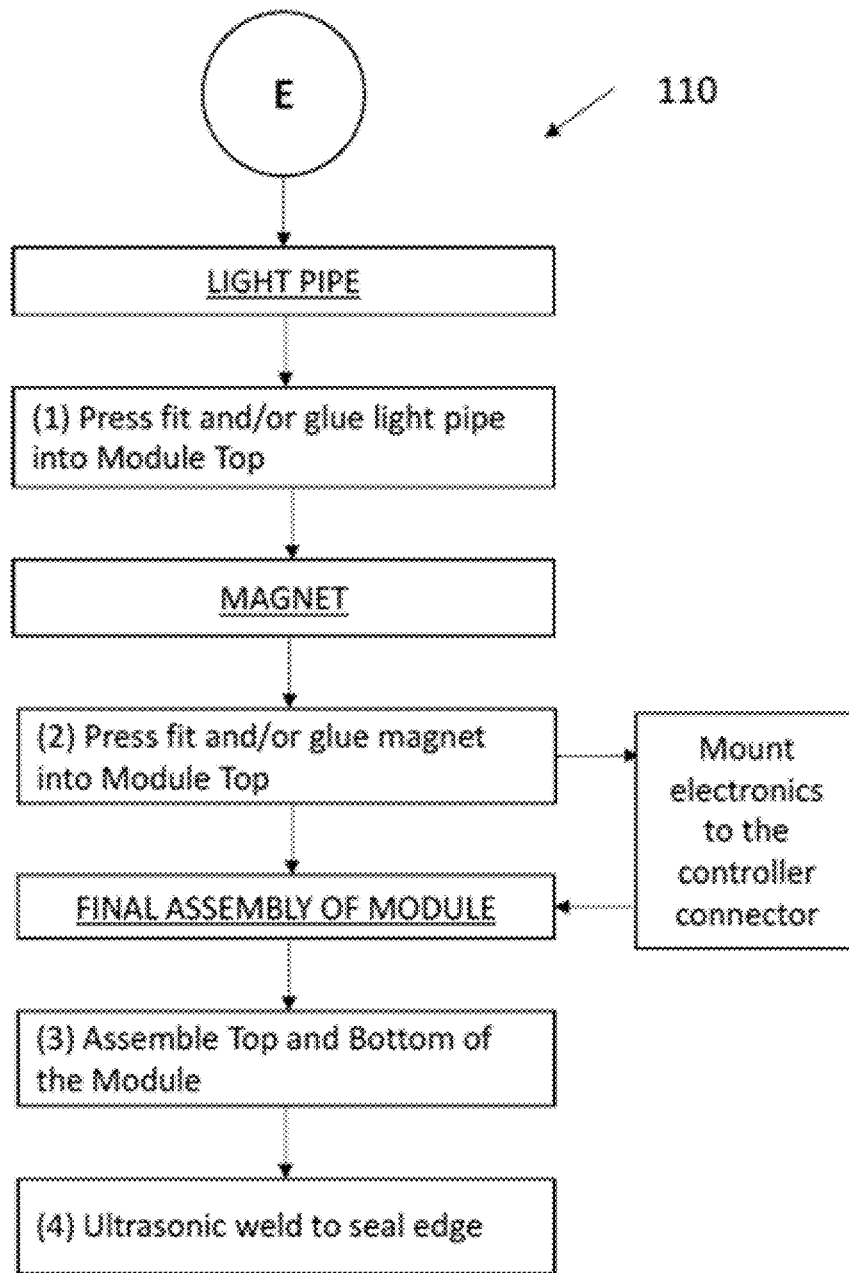 E
110
LIGHT PIPE
(1) Press fit and/or glue light pipe
into Module Top
MAGNET
(2) Press fit and/or glue magnet
into Module Top
Mount
electronics
to the
controller
connector
FINAL ASSEMBLY OF MODULE
(3) Assemble Top and Bottom of
the Module
(4) Ultrasonic weld to seal edge